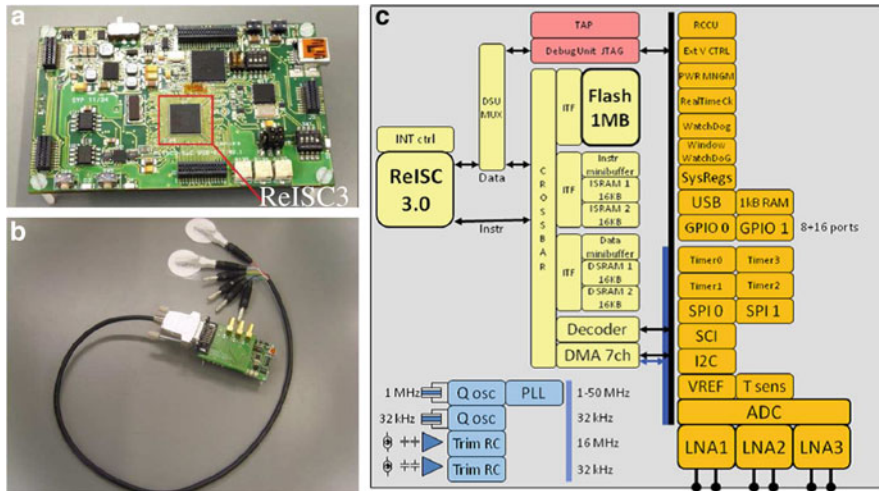 a
ReISC3
b
c
TAP
DebugUnit JTAG
DSU MUX
INT ctrl
ReISC 3.0
Data
Instr
CROSSBAR
ITF
Flash 1MB
ITF
Instr minibuffer
ISRAM 1 16KB
ISRAM 2 16KB
ITF
Data minibuffer
DSRAM 1 16KB
DSRAM 2 16KB
Decoder
DMA 7ch
RCCU
Ext V CTRL
PWR MNGM
RealTimeCk
WatchDog
Window WatchDoG
SysRegs
USB
1kB RAM
GPIO 0
GPIO 1
8+16 ports
Timer0
Timer3
Timer1
Timer2
SPI 0
SPI 1
SCI
I2C
VREF
T sens
ADC
LNA1
LNA2
LNA3
1 MHz
Q osc
PLL
1-50 MHz
32 kHz
Q osc
32 kHz
Trim RC
16 MHz
Trim RC
32 kHz